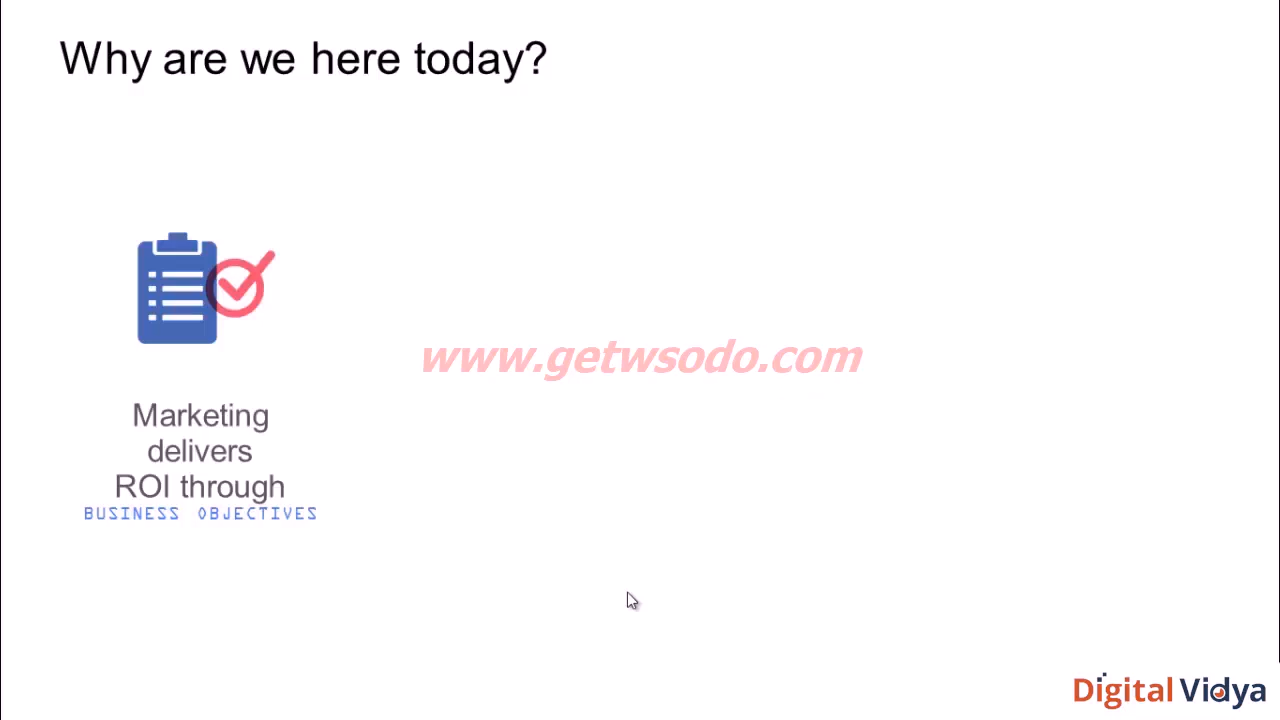 Why are we here today?
www.getwsodo.com
Marketing
delivers
ROI through
BUSINESS OBJECTIVES
Digital Vidya